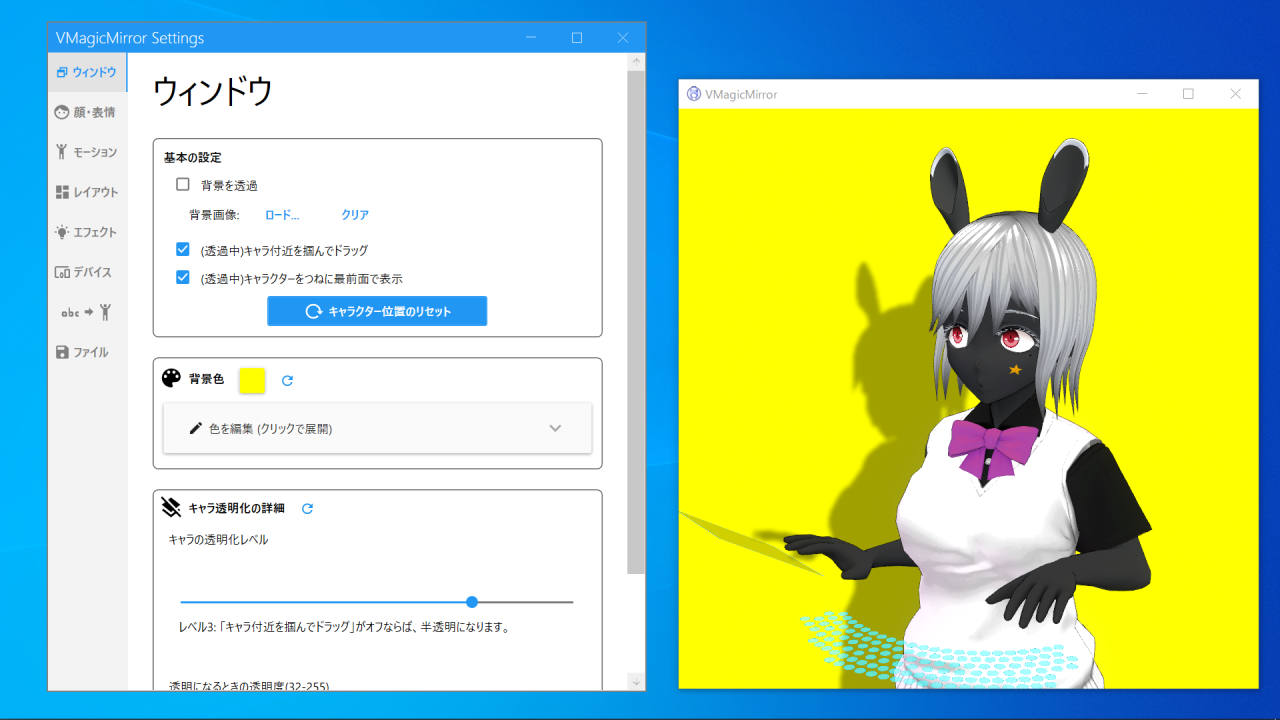 VMagicMirror Settings
ウィンドウ
顔・表情
モーション
レイアウト
エフェクト
デバイス
abc
ファイル
ウィンドウ
基本の設定
背景を透過
背景画像: ロード... クリア
(透過中)キャラ付近を掴んでドラッグ
(透過中)キャラクターをつねに最前面で表示
キャラクター位置のリセット
背景色
色を編集 (クリックで展開)
キャラ透明化の詳細
キャラの透明化レベル
レベル3: 「キャラ付近を掴んでドラッグ」がオフならば、半透明になります。
透明になるときの透明度(32-255)
VMagicMirror